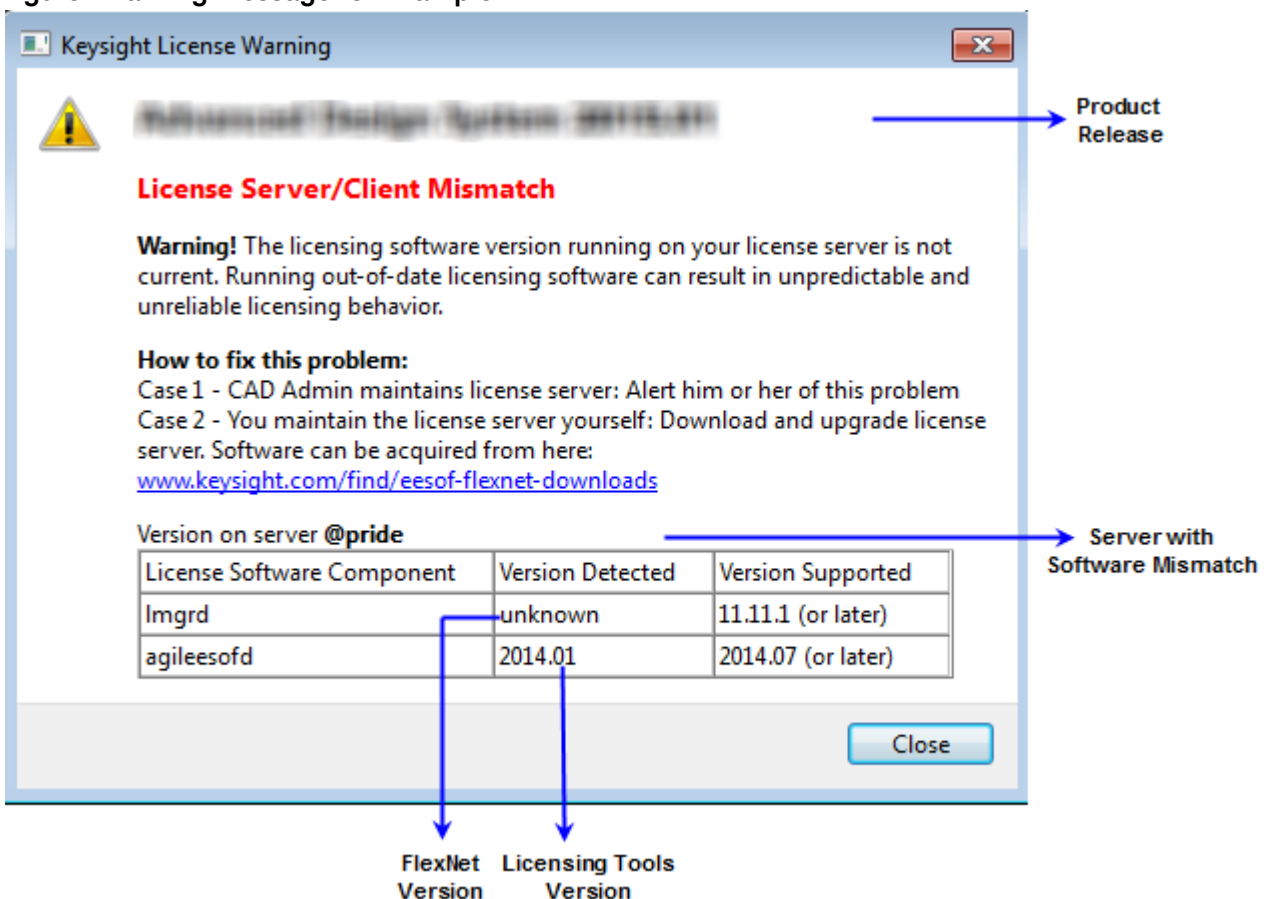 Keysight License Warning
Product
Release
License Server/Client Mismatch
Warning! The licensing software version running on your license server is not
current. Running out-of-date licensing software can result in unpredictable and
unreliable licensing behavior.
How to fix this problem:
Case 1 - CAD Admin maintains license server: Alert him or her of this problem
Case 2 - You maintain the license server yourself: Download and upgrade license
server. Software can be acquired from here:
www.keysight.com/find/eesof-flexnet-downloads
Version on server @pride
Server with
Software Mismatch
License Software Component Version Detected Version Supported
lmgrd unknown 11.11.1 (or later)
agileesofd 2014.01 2014.07 (or later)
Close
FlexNet
Version
Licensing Tools
Version